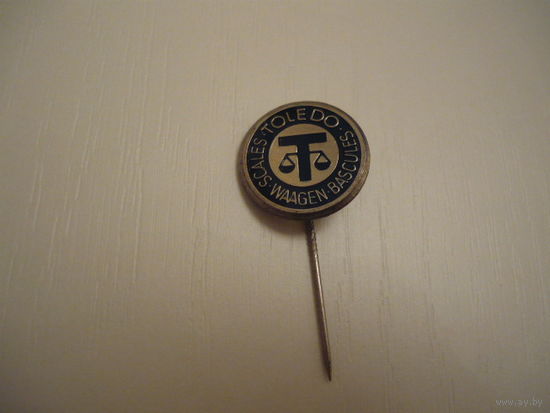 TOLEDO
SCALES · WAAGEN · BASCULES
T
www.ay.by